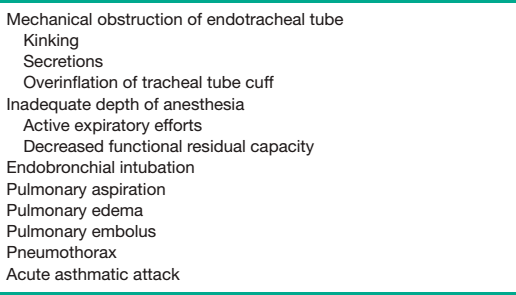 Mechanical obstruction of endotracheal tube
Kinking
Secretions
Overinflation of tracheal tube cuff
Inadequate depth of anesthesia
Active expiratory efforts
Decreased functional residual capacity
Endobronchial intubation
Pulmonary aspiration
Pulmonary edema
Pulmonary embolus
Pneumothorax
Acute asthmatic attack